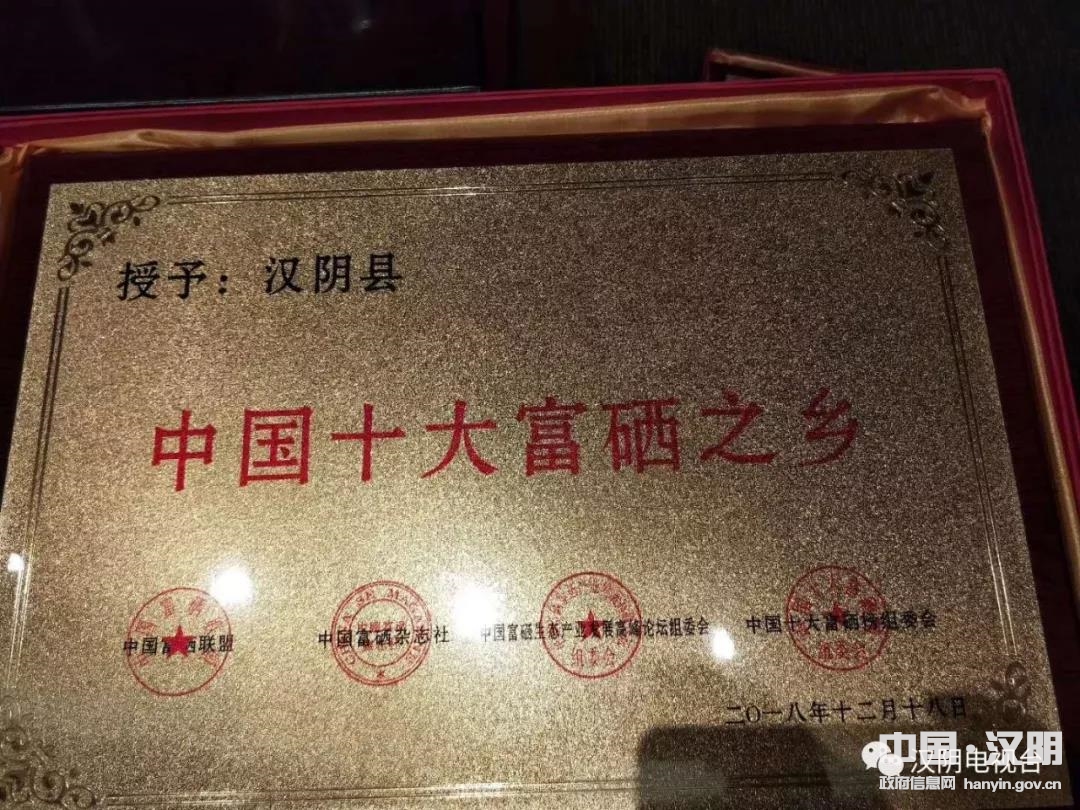 授予：汉阴县
中国十大富硒之乡
中国富硒联盟
中国富硒杂志社
中国富硒生态产业发展高峰论坛组委会
中国十大富硒榜组委会
组委会
二〇一八年十二月十八日
中国·汉阴
汉阴电视台
政府信息网 hanyin.gov.cn